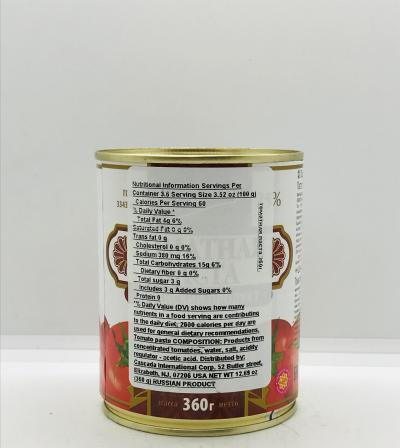 Nutritional Information Servings Per
Container 3.6 Serving Size 3.52 oz (100 g)
Calories Per Serving 60
% Daily Value *
Total Fat 0g 0%
Saturated Fat 0 g 0%
Trans fat 0 g
Cholesterol 0 g 0%
Sodium 380 mg 16%
Total Carbohydrates 15g 6%
Dietary fiber 0 g 0%
Total sugar 3 g
Includes 3 g Added Sugars 0%
Protein 0
*% Daily Value (DV) shows how many
nutrients in a food serving are contributing
to the daily diet; 2000 calories per day are
used for general dietary recommendations.
Tomato paste COMPOSITION: Products from
concentrated tomatoes, water, salt, acidity
regulator - acetic acid. Distributed by:
Cascada International Corp. 52 Butler street,
Elizabeth, NJ, 07206 USA NET WT 12.69 oz
(360 g) RUSSIAN PRODUCT
ТОМАТНАЯ ПАСТА 360г.
%
масса 360г нетто